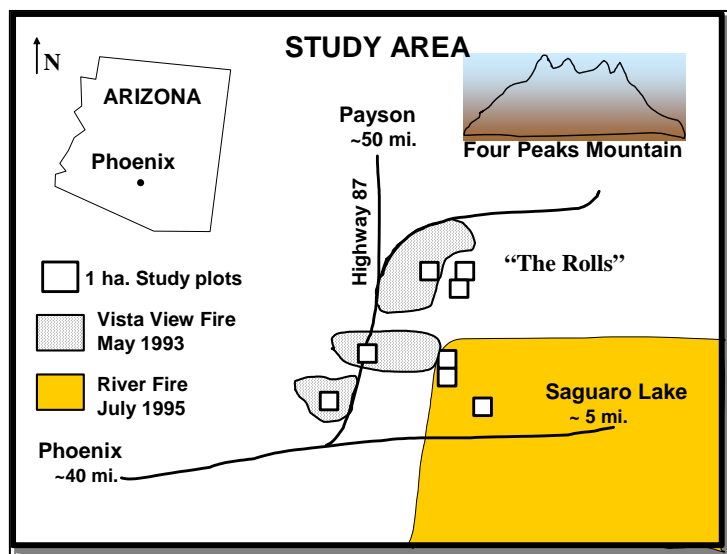 STUDY AREA
N
ARIZONA
Phoenix
Payson
~50 mi.
Four Peaks Mountain
Highway 87
“The Rolls”
1 ha. Study plots
Vista View Fire
May 1993
River Fire
July 1995
Saguaro Lake
~ 5 mi.
Phoenix
~40 mi.